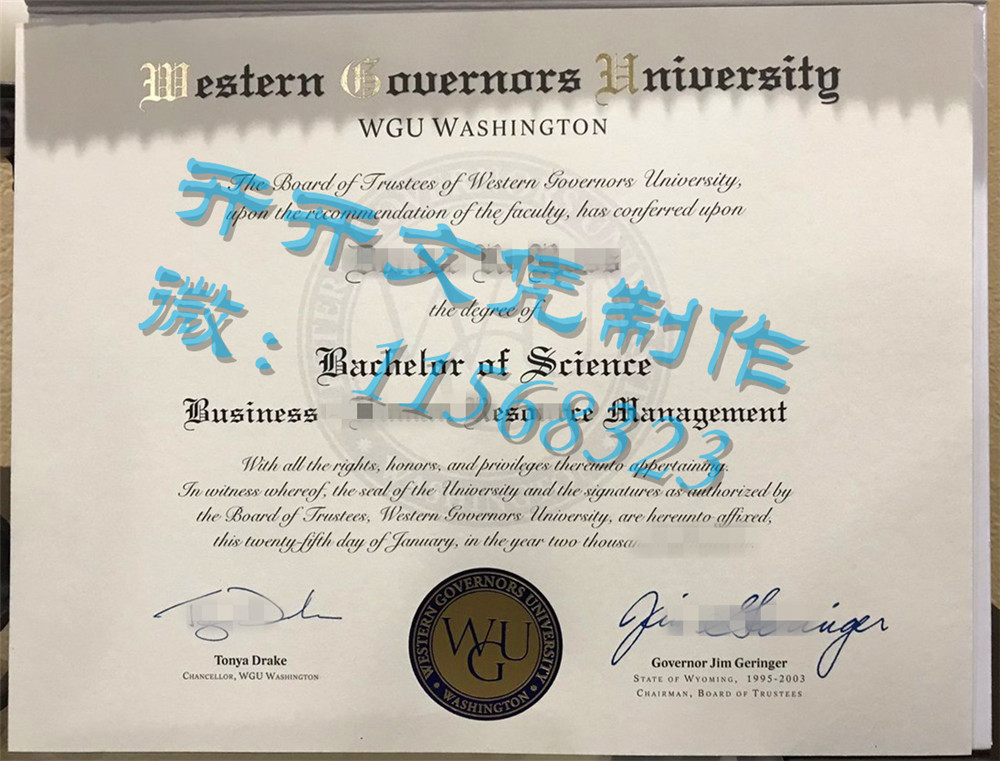 Western Governors University
WGU WASHINGTON
The Board of Trustees of Western Governors University,
upon the recommendation of the faculty, has conferred upon
开开文凭制作
微：11568323
the degree of
Bachelor of Science
Business Management
With all the rights, honors, and privileges thereunto appertaining.
In witness whereof, the seal of the University and the signatures as authorized by
the Board of Trustees, Western Governors University, are hereunto affixed,
this twenty-fifth day of January, in the year two
Tonya Drake
CHANCELLOR, WGU WASHINGTON
WESTERN GOVERNORS UNIVERSITY
WGU
WASHINGTON
Governor Jim Geringer
STATE OF WYOMING, 1995-2003
CHAIRMAN, BOARD OF TRUSTEES